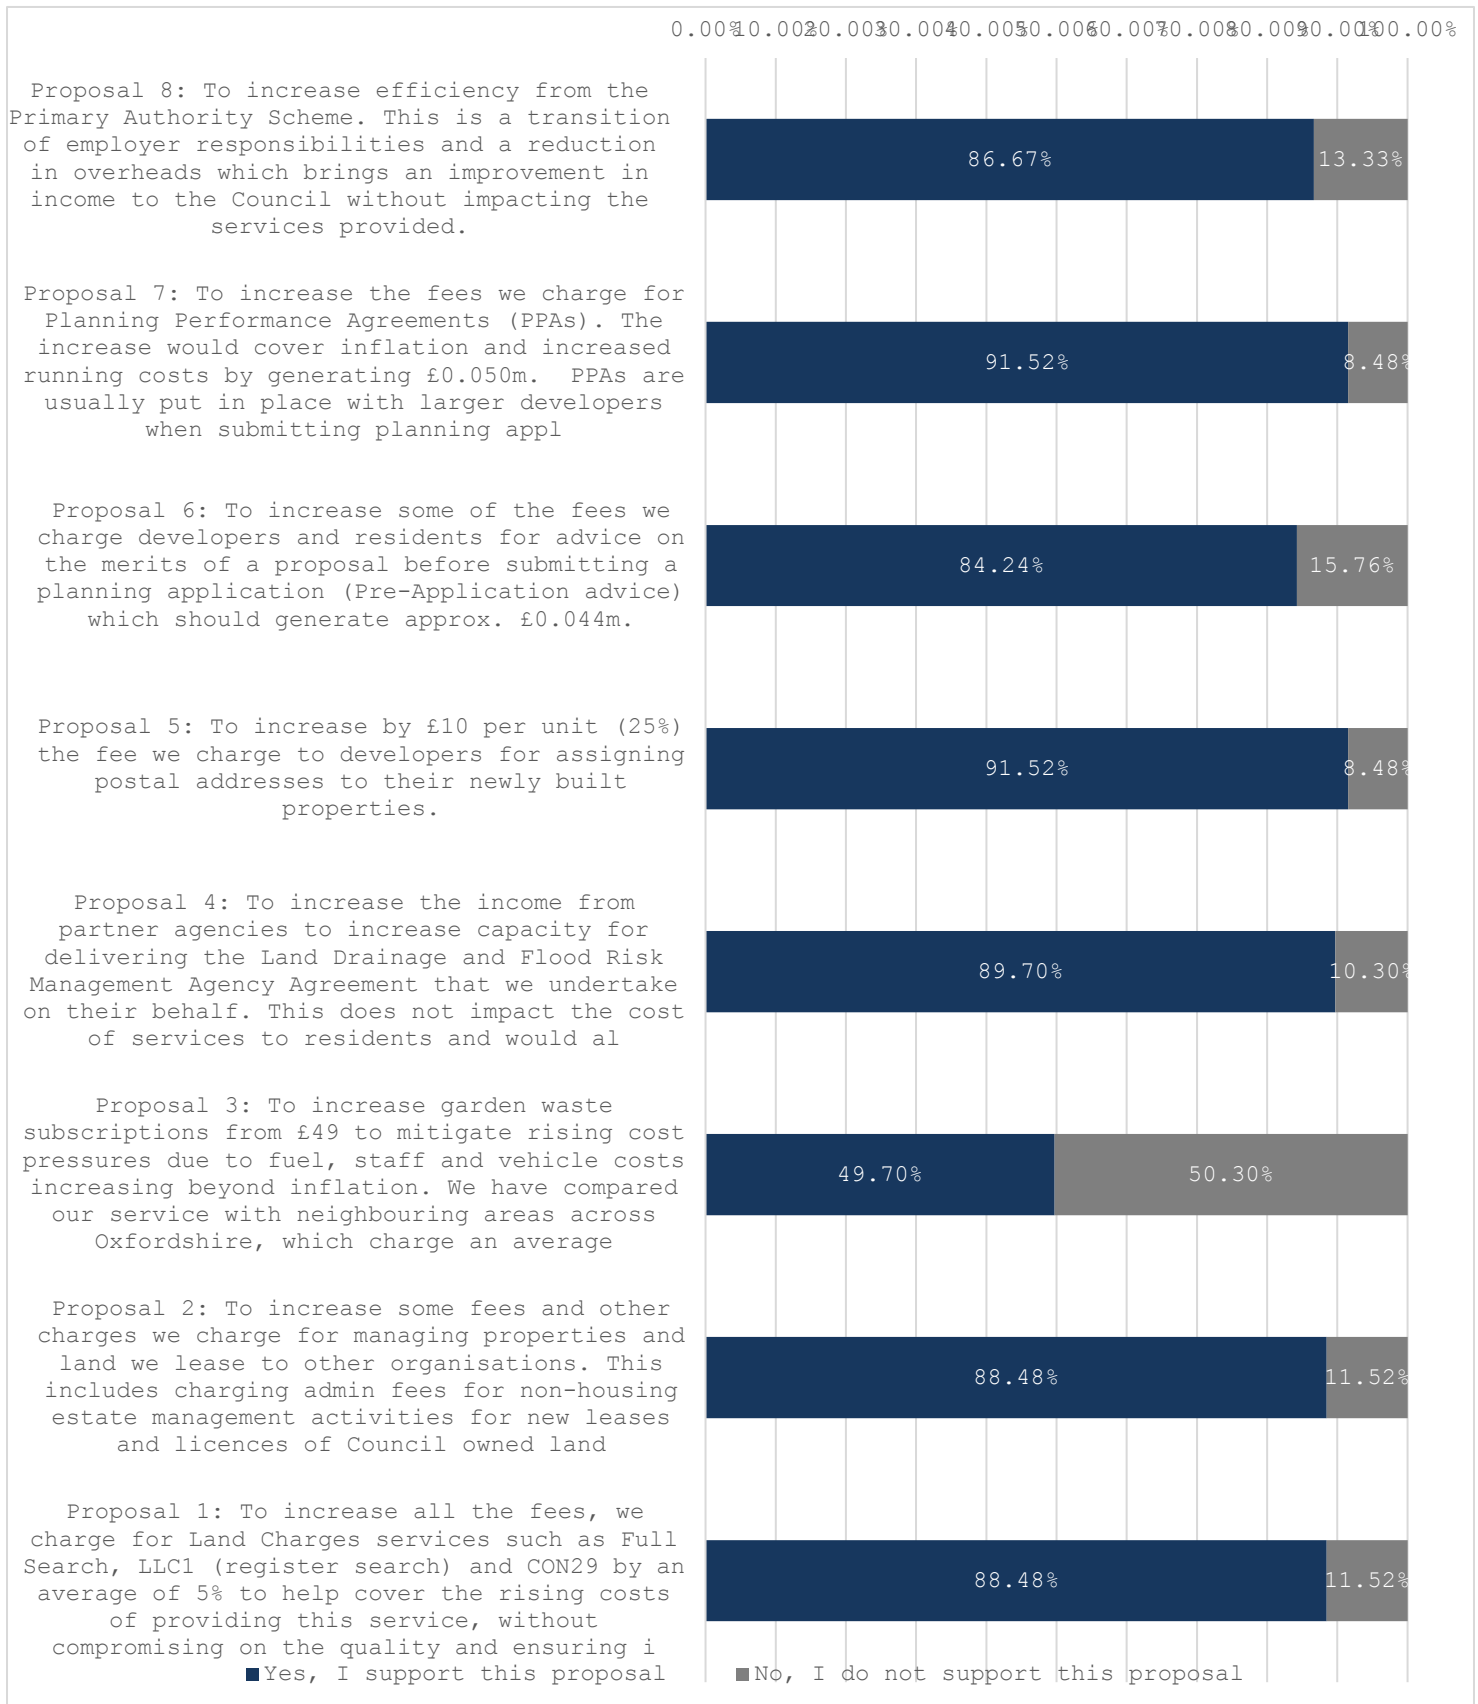 0.00% 10.00% 20.00% 30.00% 40.00% 50.00% 60.00% 70.00% 80.00% 90.00% 100.00%
Proposal 8: To increase efficiency from the
Primary Authority Scheme. This is a transition
of employer responsibilities and a reduction
in overheads which brings an improvement in
income to the Council without impacting the
services provided.
86.67% 13.33%
Proposal 7: To increase the fees we charge for
Planning Performance Agreements (PPAs). The
increase would cover inflation and increased
running costs by generating £0.050m.  PPAs are
usually put in place with larger developers
when submitting planning appl
91.52% 8.48%
Proposal 6: To increase some of the fees we
charge developers and residents for advice on
the merits of a proposal before submitting a
planning application (Pre-Application advice)
which should generate approx. £0.044m.
84.24% 15.76%
Proposal 5: To increase by £10 per unit (25%)
the fee we charge to developers for assigning
postal addresses to their newly built
properties.
91.52% 8.48%
Proposal 4: To increase the income from
partner agencies to increase capacity for
delivering the Land Drainage and Flood Risk
Management Agency Agreement that we undertake
on their behalf. This does not impact the cost
of services to residents and would al
89.70% 10.30%
Proposal 3: To increase garden waste
subscriptions from £49 to mitigate rising cost
pressures due to fuel, staff and vehicle costs
increasing beyond inflation. We have compared
our service with neighbouring areas across
Oxfordshire, which charge an average
49.70% 50.30%
Proposal 2: To increase some fees and other
charges we charge for managing properties and
land we lease to other organisations. This
includes charging admin fees for non-housing
estate management activities for new leases
and licences of Council owned land
88.48% 11.52%
Proposal 1: To increase all the fees, we
charge for Land Charges services such as Full
Search, LLC1 (register search) and CON29 by an
average of 5% to help cover the rising costs
of providing this service, without
compromising on the quality and ensuring i
88.48% 11.52%
Yes, I support this proposal No, I do not support this proposal